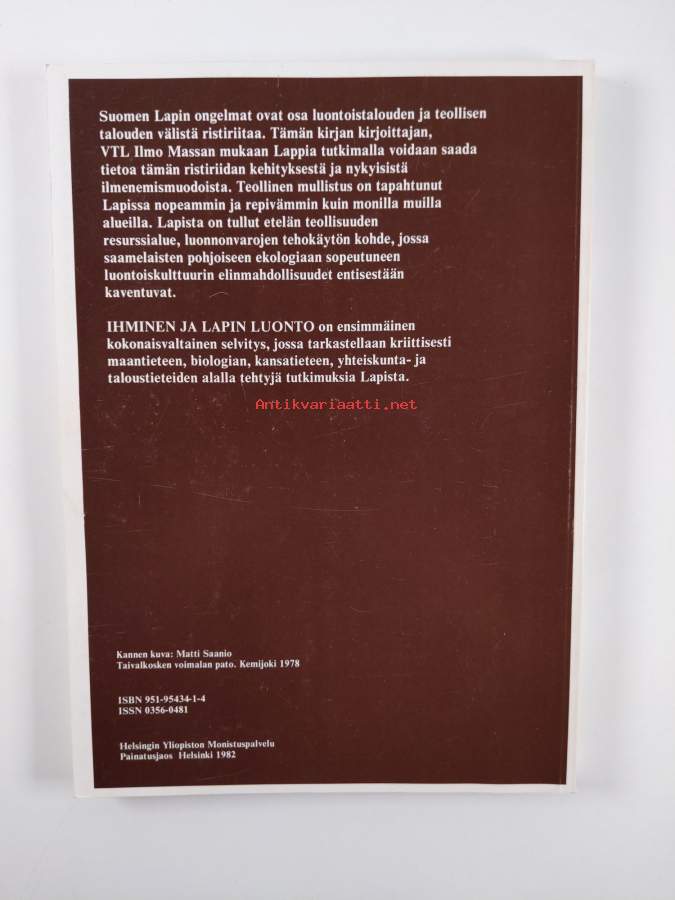 Suomen Lapin ongelmat ovat osa luontoistalouden ja teollisen
talouden välistä ristiriitaa. Tämän kirjan kirjoittajan,
VTL Ilmo Massan mukaan Lappia tutkimalla voidaan saada
tietoa tämän ristiriidan kehityksestä ja nykyisistä
ilmenemismuodoista. Teollinen mullistus on tapahtunut
Lapissa nopeammin ja repivämmin kuin monilla muilla
alueilla. Lapista on tullut etelän teollisuuden
resurssialue, luonnonvarojen tehokäytön kohde, jossa
saamelaisten pohjoiseen ekologiaan sopeutuneen
luontoiskulttuurin elinmahdollisuudet entisestään
kaventuvat.
IHMINEN JA LAPIN LUONTO on ensimmäinen
kokonaisvaltainen selvitys, jossa tarkastellaan kriittisesti
maantieteen, biologian, kansatieteen, yhteiskunta- ja
taloustieteiden alalla tehtyjä tutkimuksia Lapista.
Antikvariaatti.net
Kannen kuva: Matti Saanio
Taivalkosken voimalan pato. Kemijoki 1978
ISBN 951-95434-1-4
ISSN 0356-0481
Helsingin Yliopiston Monistuspalvelu
Painatusjaos Helsinki 1982